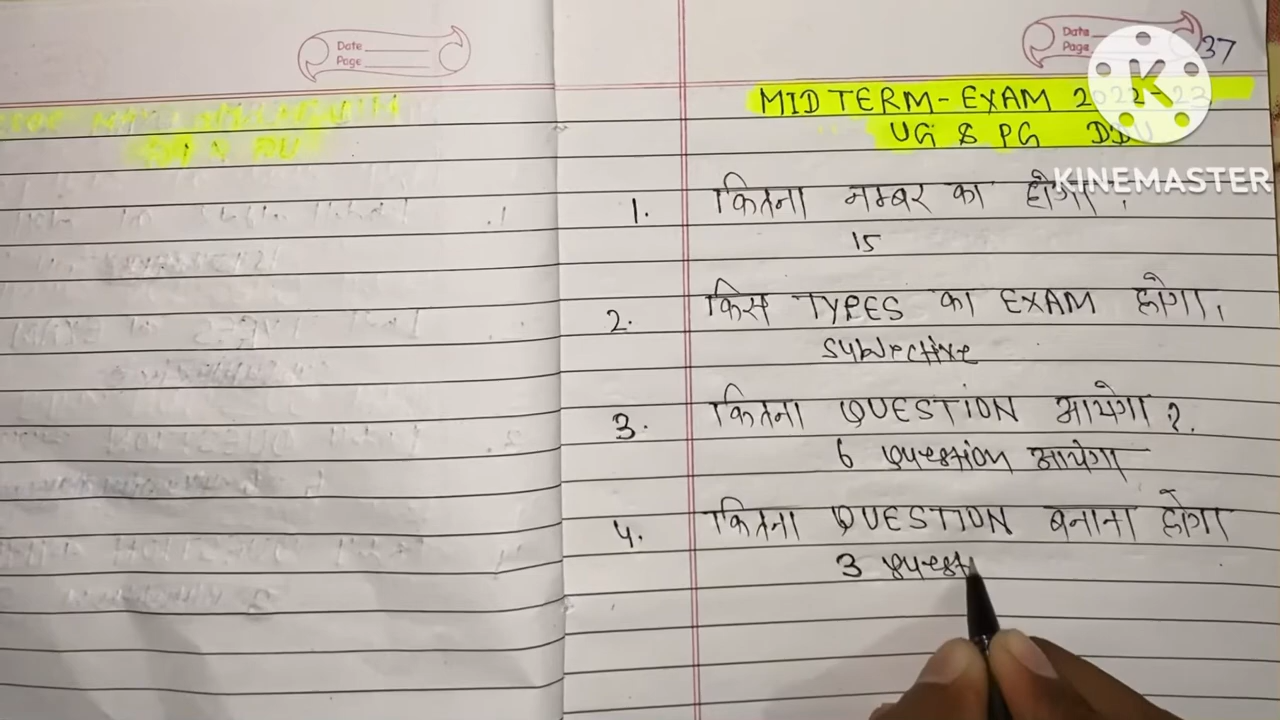 Date
Page
Date
Page
37
MID TERM-EXAM 2022-23
UG & PG DDU
KINEMASTER
1. कितना नम्बर का होगा ?
15
2. किस TYPES का EXAM होगा,
Subjective
3. कितना QUESTION आयेगा ?.
6 question आयेगा
4. कितना QUESTION बनाना होगा
3 quest